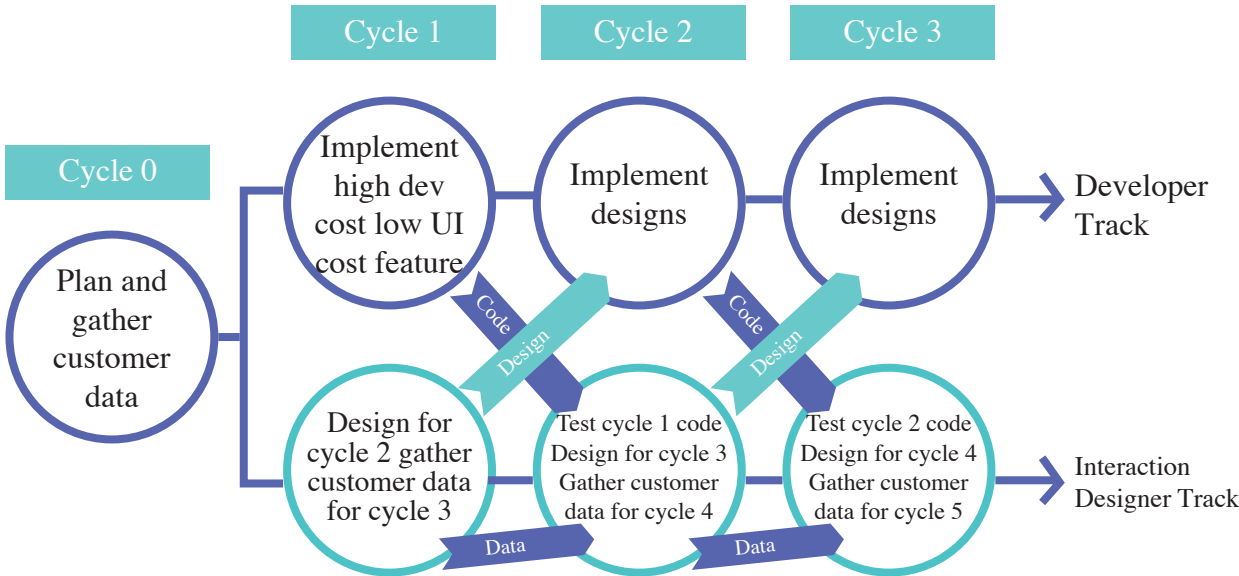 Cycle 1
Cycle 2
Cycle 3
Cycle 0
Plan and
gather
customer
data
Implement
high dev
cost low UI
cost feature
Implement
designs
Implement
designs
Developer
Track
Code
Design
Code
Design
Design for
cycle 2 gather
customer data
for cycle 3
Test cycle 1 code
Design for cycle 3
Gather customer
data for cycle 4
Test cycle 2 code
Design for cycle 4
Gather customer
data for cycle 5
Interaction
Designer Track
Data
Data